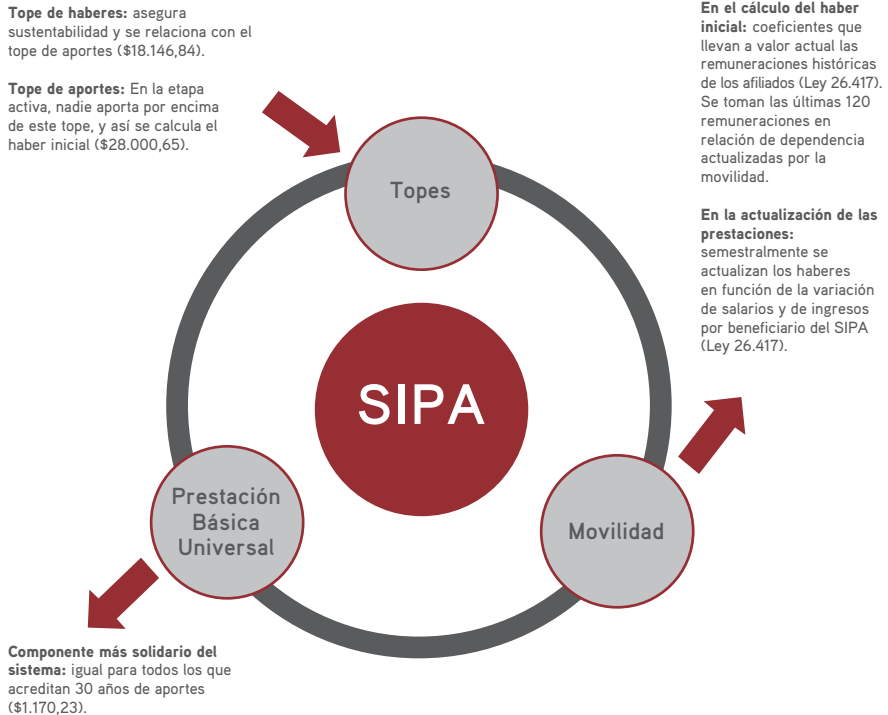 Tope de haberes: asegura
sustentabilidad y se relaciona con el
tope de aportes ($18.146,84).
Tope de aportes: En la etapa
activa, nadie aporta por encima
de este tope, y así se calcula el
haber inicial ($28.000,65).
En el cálculo del haber
inicial: coeficientes que
llevan a valor actual las
remuneraciones históricas
de los afiliados (Ley 26.417).
Se toman las últimas 120
remuneraciones en
relación de dependencia
actualizadas por la
movilidad.
En la actualización de las
prestaciones:
semestralmente se
actualizan los haberes
en función de la variación
de salarios y de ingresos
por beneficiario del SIPA
(Ley 26.417).
Topes
SIPA
Prestación
Básica
Universal
Movilidad
Componente más solidario del
sistema: igual para todos los que
acreditan 30 años de aportes
($1.170,23).